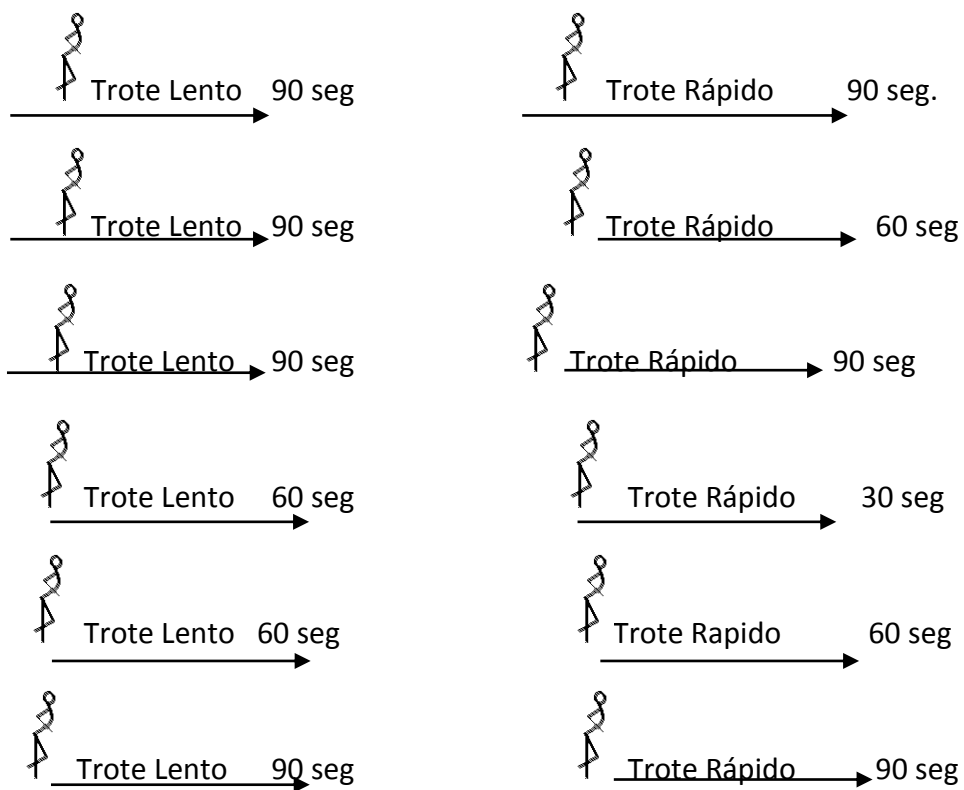 Trote Lento 90 seg Trote Rápido 90 seg.
Trote Lento 90 seg Trote Rápido 60 seg
Trote Lento 90 seg Trote Rápido 90 seg
Trote Lento 60 seg Trote Rápido 30 seg
Trote Lento 60 seg Trote Rapido 60 seg
Trote Lento 90 seg Trote Rápido 90 seg